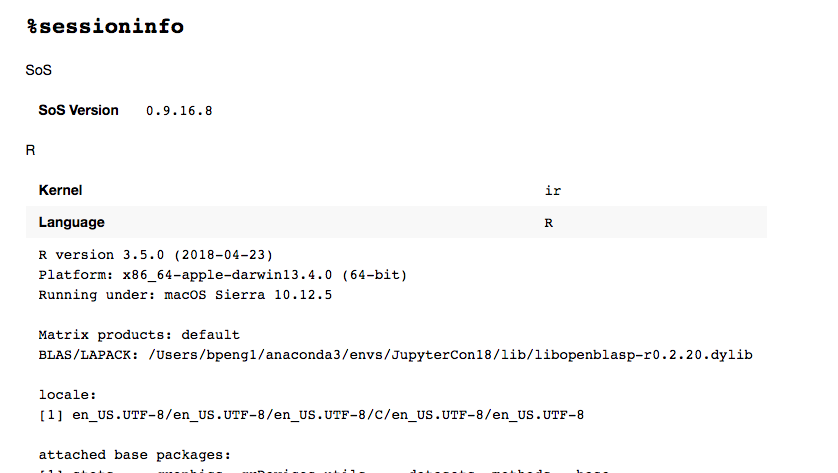 %sessioninfo
SoS
SoS Version 0.9.16.8
R
Kernel ir
Language R
R version 3.5.0 (2018-04-23)
Platform: x86_64-apple-darwin13.4.0 (64-bit)
Running under: macOS Sierra 10.12.5
Matrix products: default
BLAS/LAPACK: /Users/bpeng1/anaconda3/envs/JupyterCon18/lib/libopenblasp-r0.2.20.dylib
locale:
[1] en_US.UTF-8/en_US.UTF-8/en_US.UTF-8/C/en_US.UTF-8/en_US.UTF-8
attached base packages: